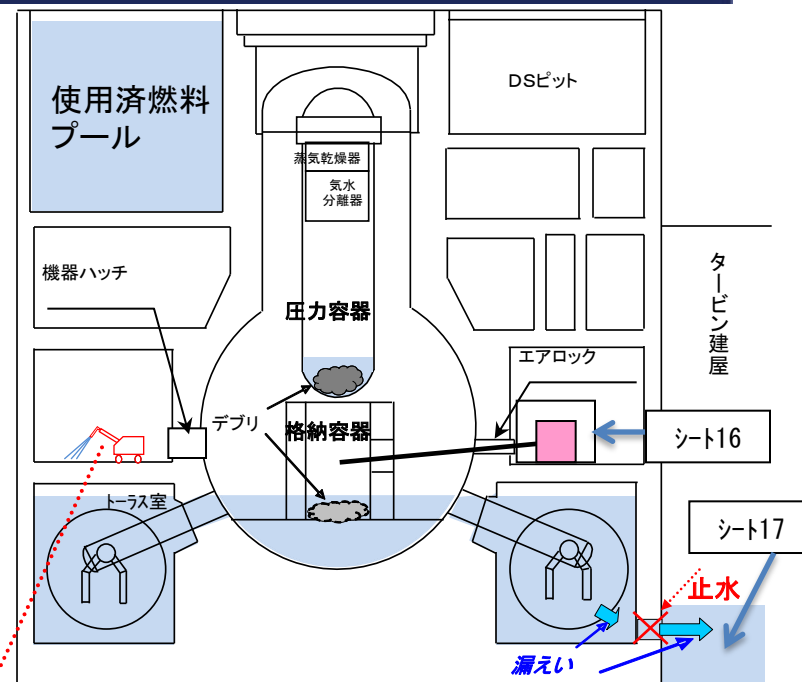 使用済燃料
プール
DSピット
蒸気乾燥器
気水
分離器
機器ハッチ
圧力容器
タービン建屋
エアロック
デブリ
格納容器
シート16
トーラス室
シート17
止水
漏えい